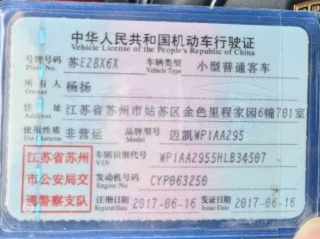 中华人民共和国机动车行驶证
Vehicle License of the People's Republic of China
号牌号码 苏EZ8X6X 车辆类型 小型普通客车
Plate No. Vehicle Type
所有人 杨扬
Owner
住址 江苏省苏州市姑苏区金色里程家园6幢701室
Address
使用性质 非营运 品牌型号 迈凯WP1AA295
Use Character Model
江苏省苏州 车辆识别代号 WP1AA2955HLB34507
VIN
市公安局交 发动机号码 CYP063250
Engine No.
通警察支队 注册日期 2017-06-16 发证日期 2017-06-16
Register Date Issue Date